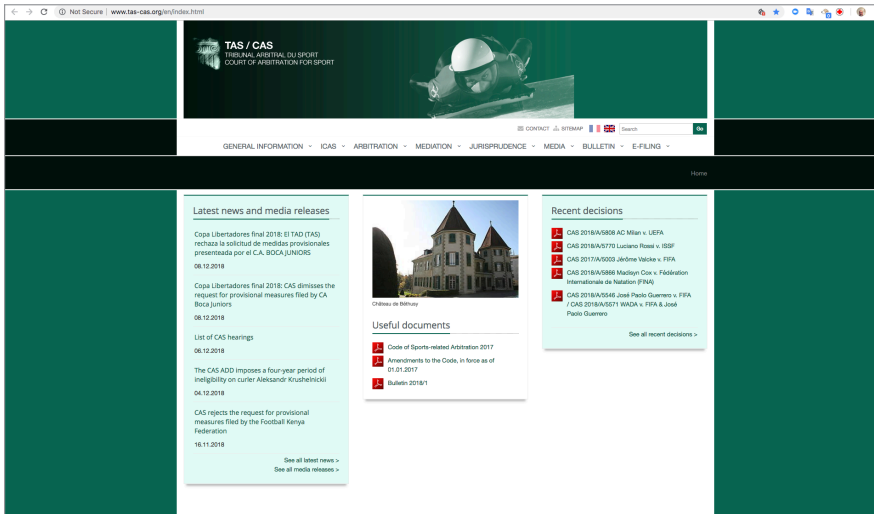 Not Secure | www.tas-cas.org/en/index.html
TAS / CAS
TRIBUNAL ARBITRAL DU SPORT
COURT OF ARBITRATION FOR SPORT
CONTACT SITEMAP Search Go
GENERAL INFORMATION ICAS ARBITRATION MEDIATION JURISPRUDENCE MEDIA BULLETIN E-FILING
Home
Latest news and media releases
Copa Libertadores final 2018: El TAD (TAS)
rechaza la solicitud de medidas provisionales
presenteada por el C.A. BOCA JUNIORS
08.12.2018
Copa Libertadores final 2018: CAS dimisses the
request for provisional measures filed by CA
Boca Juniors
08.12.2018
List of CAS hearings
06.12.2018
The CAS ADD imposes a four-year period of
ineligibility on curler Aleksandr Krushelnickii
04.12.2018
CAS rejects the request for provisional
measures filed by the Football Kenya
Federation
16.11.2018
See all latest news >
See all media releases >
Château de Béthusy
Useful documents
Code of Sports-related Arbitration 2017
Amendments to the Code, in force as of
01.01.2017
Bulletin 2018/1
Recent decisions
CAS 2018/A/5808 AC Milan v. UEFA
CAS 2018/A/5770 Luciano Rossi v. ISSF
CAS 2017/A/5003 Jérôme Valcke v. FIFA
CAS 2018/A/5866 Madisyn Cox v. Fédération
Internationale de Natation (FINA)
CAS 2018/A/5546 José Paolo Guerrero v. FIFA
/ CAS 2018/A/5571 WADA v. FIFA & José
Paolo Guerrero
See all recent decisions >